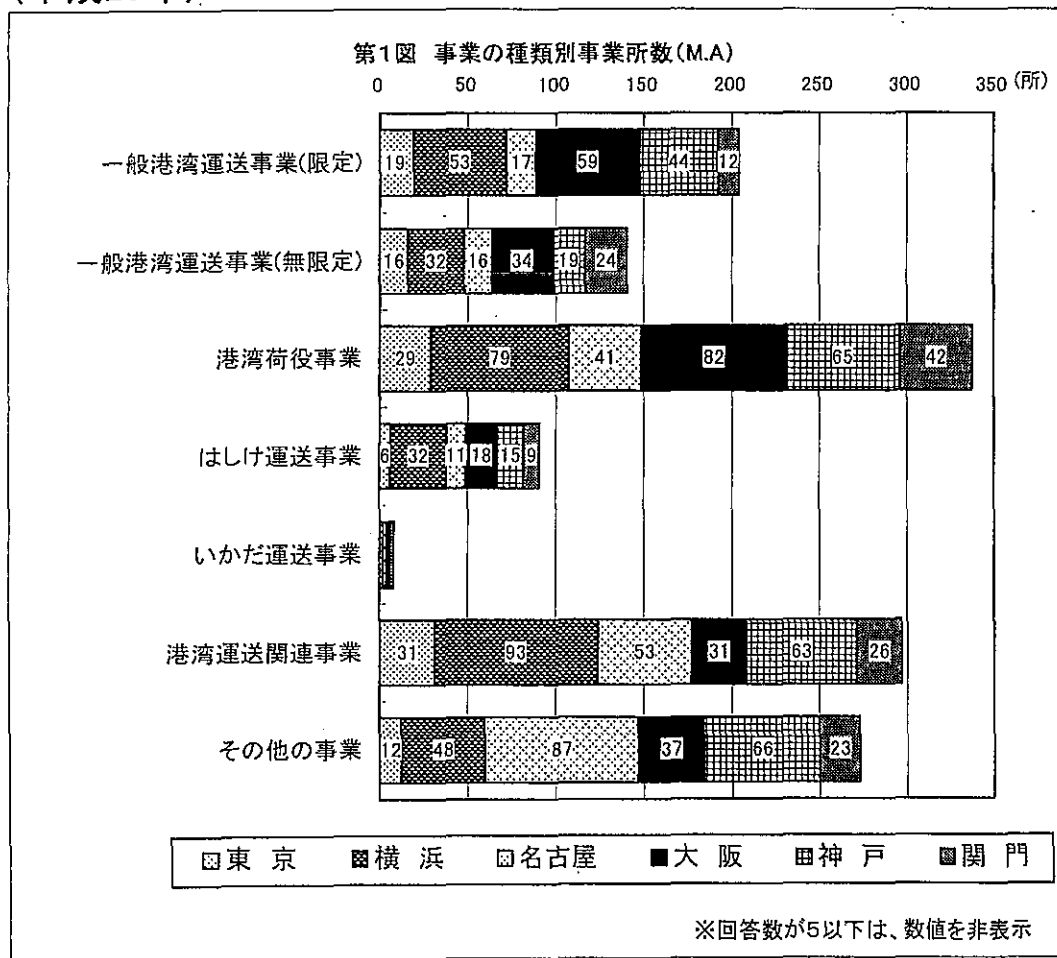 第1図 事業の種類別事業所数(M.A)
0 50 100 150 200 250 300 350 (所)
一般港湾運送事業(限定) 19 53 17 59 44 12
一般港湾運送事業(無限定) 16 32 16 34 19 24
港湾荷役事業 29 79 41 82 65 42
はしけ運送事業 6 32 11 18 15 9
いかだ運送事業
港湾運送関連事業 31 93 53 31 63 26
その他の事業 12 48 87 37 66 23
東 京 横 浜 名古屋 大 阪 神 戸 関 門
※回答数が5以下は、数値を非表示